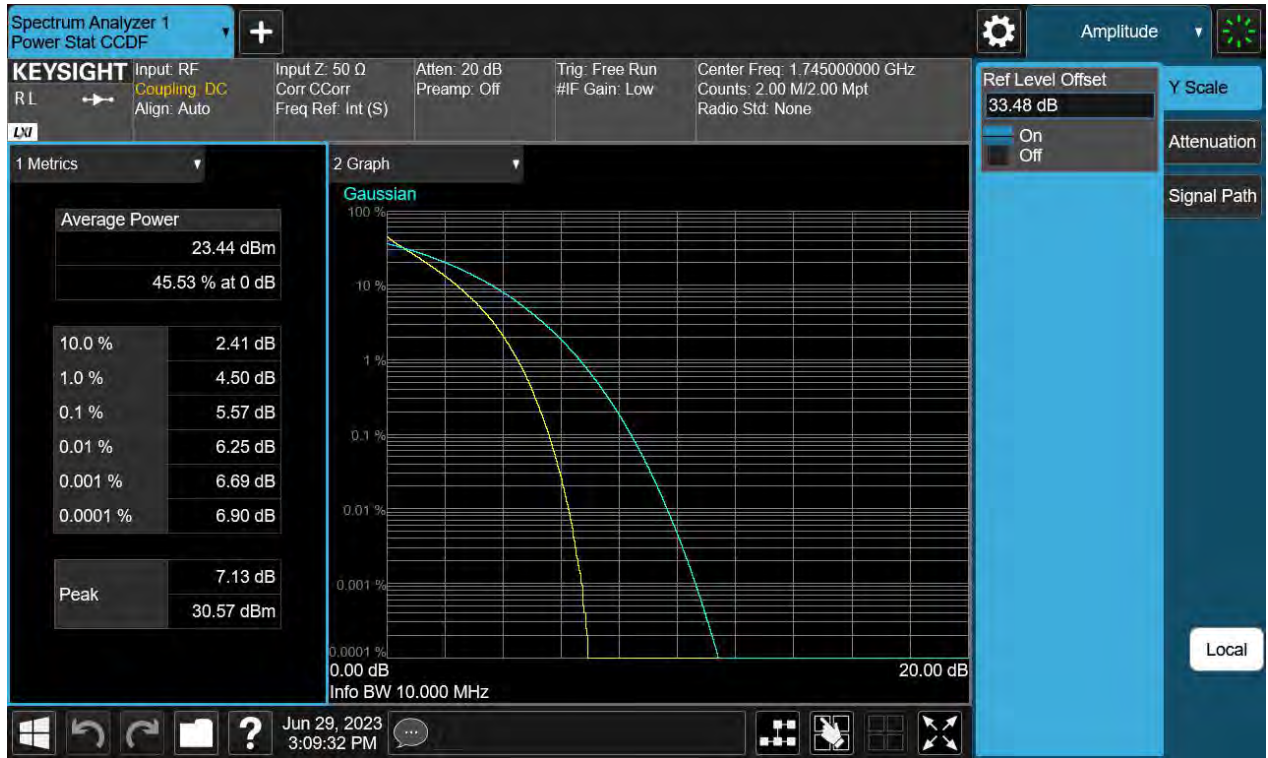 Spectrum Analyzer 1
Power Stat CCDF
+
Amplitude
KEYSIGHT
RL
LXI
Input: RF
Coupling: DC
Align: Auto
Input Z: 50 Ω
Corr CCorr
Freq Ref: Int (S)
Atten: 20 dB
Preamp: Off
Trig: Free Run
#IF Gain: Low
Center Freq: 1.745000000 GHz
Counts: 2.00 M/2.00 Mpt
Radio Std: None
Ref Level Offset
33.48 dB
On
Off
Y Scale
Attenuation
Signal Path
Local
1 Metrics
Average Power
23.44 dBm
45.53 % at 0 dB
10.0 % 2.41 dB
1.0 % 4.50 dB
0.1 % 5.57 dB
0.01 % 6.25 dB
0.001 % 6.69 dB
0.0001 % 6.90 dB
Peak 7.13 dB
30.57 dBm
2 Graph
Gaussian
100 %
10 %
1 %
0.1 %
0.01 %
0.001 %
0.0001 %
0.00 dB 20.00 dB
Info BW 10.000 MHz
?
Jun 29, 2023
3:09:32 PM